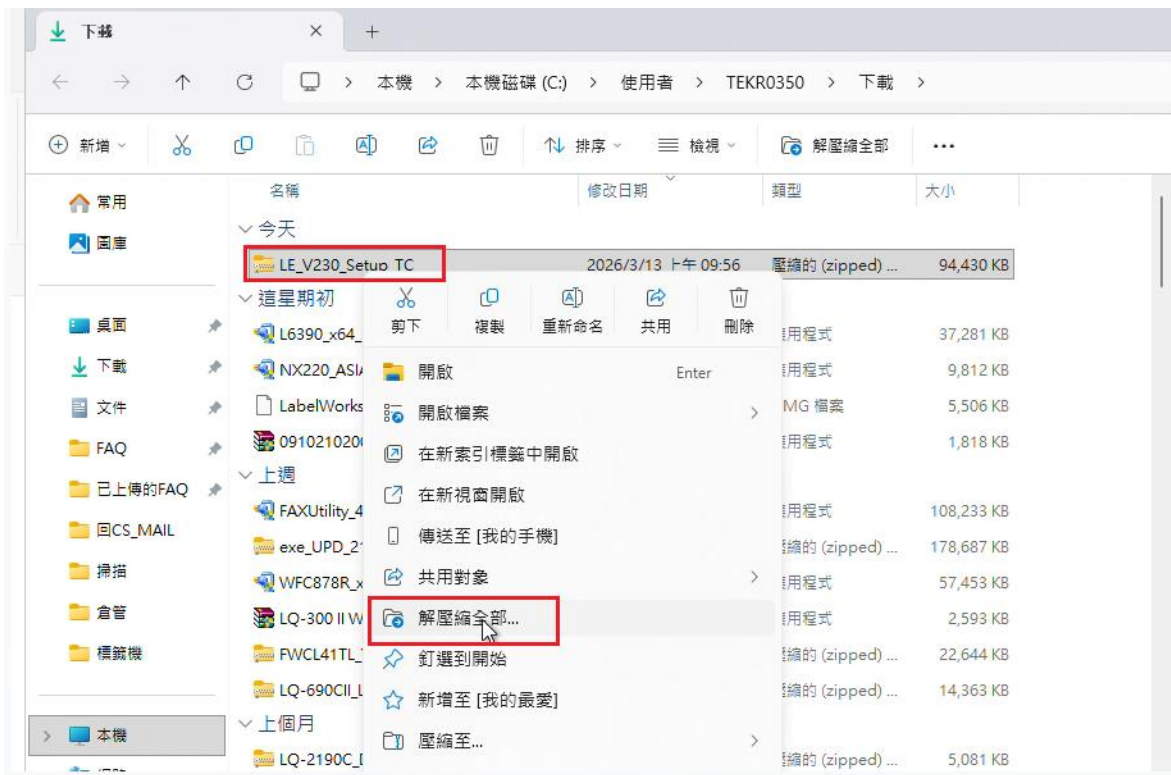 下載
本機 > 本機磁碟 (C:) > 使用者 > TEKR0350 > 下載 >
新增 排序 檢視 解壓縮全部 ...
常用 名稱 修改日期 類型 大小
圖庫 今天
LE_V230_Setup_TC 2026/3/13 上午 09:56 壓縮的 (zipped) ... 94,430 KB
這星期初
剪下 複製 重新命名 共用 刪除
桌面 L6390_x64_ 用程式 37,281 KB
下載 NX220_ASIA 開啟 Enter 用程式 9,812 KB
文件 LabelWorks 開啟檔案 MG 檔案 5,506 KB
FAQ 在新索引標籤中開啟 用程式 1,818 KB
上週
已上傳的FAQ 在新視窗開啟
FAXUtility_4 用程式 108,233 KB
回CS_MAIL 傳送至 [我的手機]
exe_UPD_21 (zipped) ... 178,687 KB
掃描 WFC878R_x 共用對象 用程式 57,453 KB
倉管 LQ-300 II W 解壓縮全部... 用程式 2,593 KB
標籤機 FWCL41TL_ 釘選到開始 縮的 (zipped) ... 22,644 KB
LQ-690CII_L 新增至 [我的最愛] 縮的 (zipped) ... 14,363 KB
上個月
本機 壓縮至...
LQ-2190C_ 縮的 (zipped) ... 5,081 KB